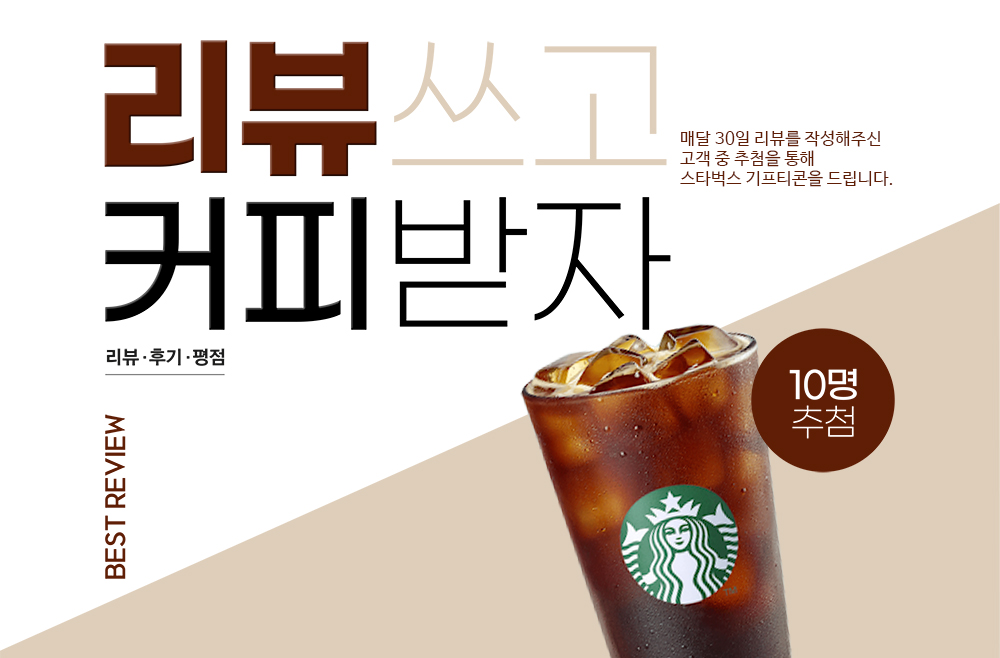 리뷰쓰고
커피받자
매달 30일 리뷰를 작성해주신
고객 중 추첨을 통해
스타벅스 기프티콘을 드립니다.
리뷰·후기·평점
BEST REVIEW
10명
추첨